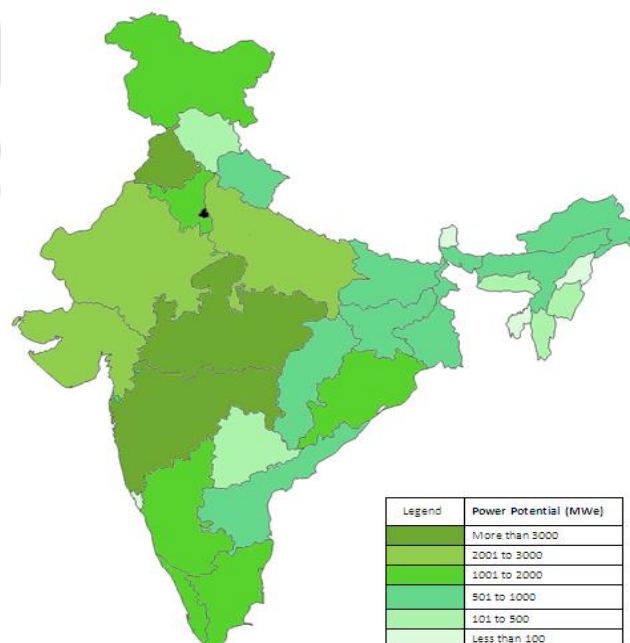 Legend Power Potential (MWe)
More than 3000
2001 to 3000
1001 to 2000
501 to 1000
101 to 500
Less than 100